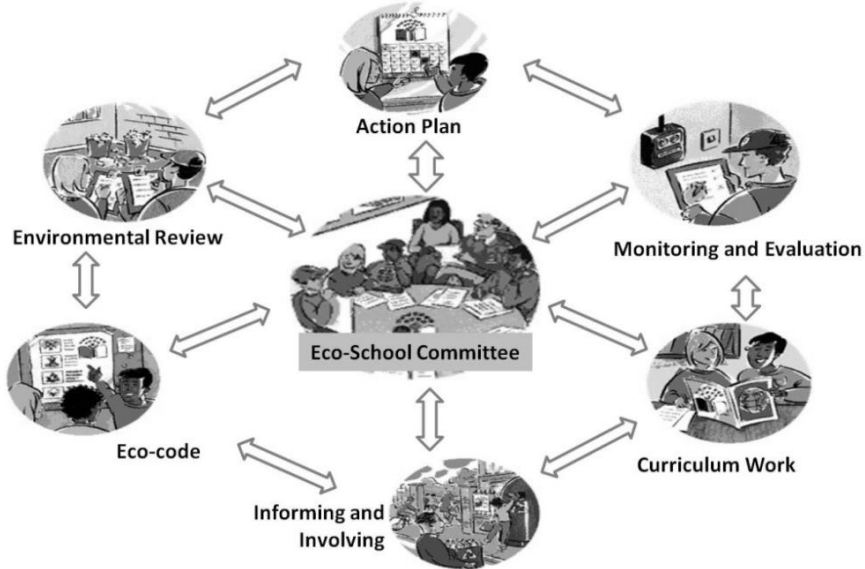 Action Plan
Environmental Review
Monitoring and Evaluation
Eco-School Committee
Eco-code
Curriculum Work
Informing and
Involving